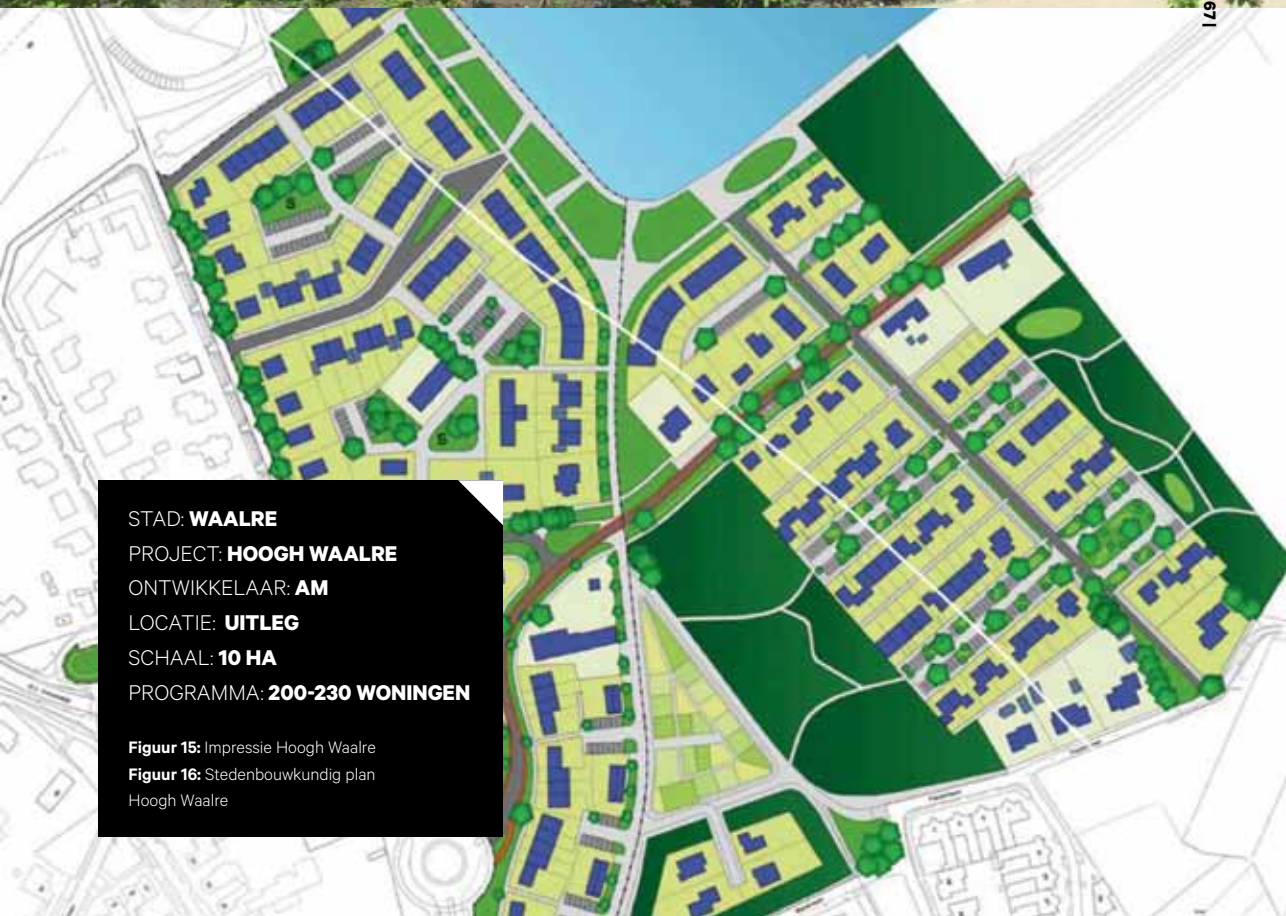 67 |
STAD: WAALRE
PROJECT: HOOGH WAALRE
ONTWIKKELAAR: AM
LOCATIE: UITLEG
SCHAAL: 10 HA
PROGRAMMA: 200-230 WONINGEN
Figuur 15: Impressie Hoogh Waalre
Figuur 16: Stedenbouwkundig plan
Hoogh Waalre